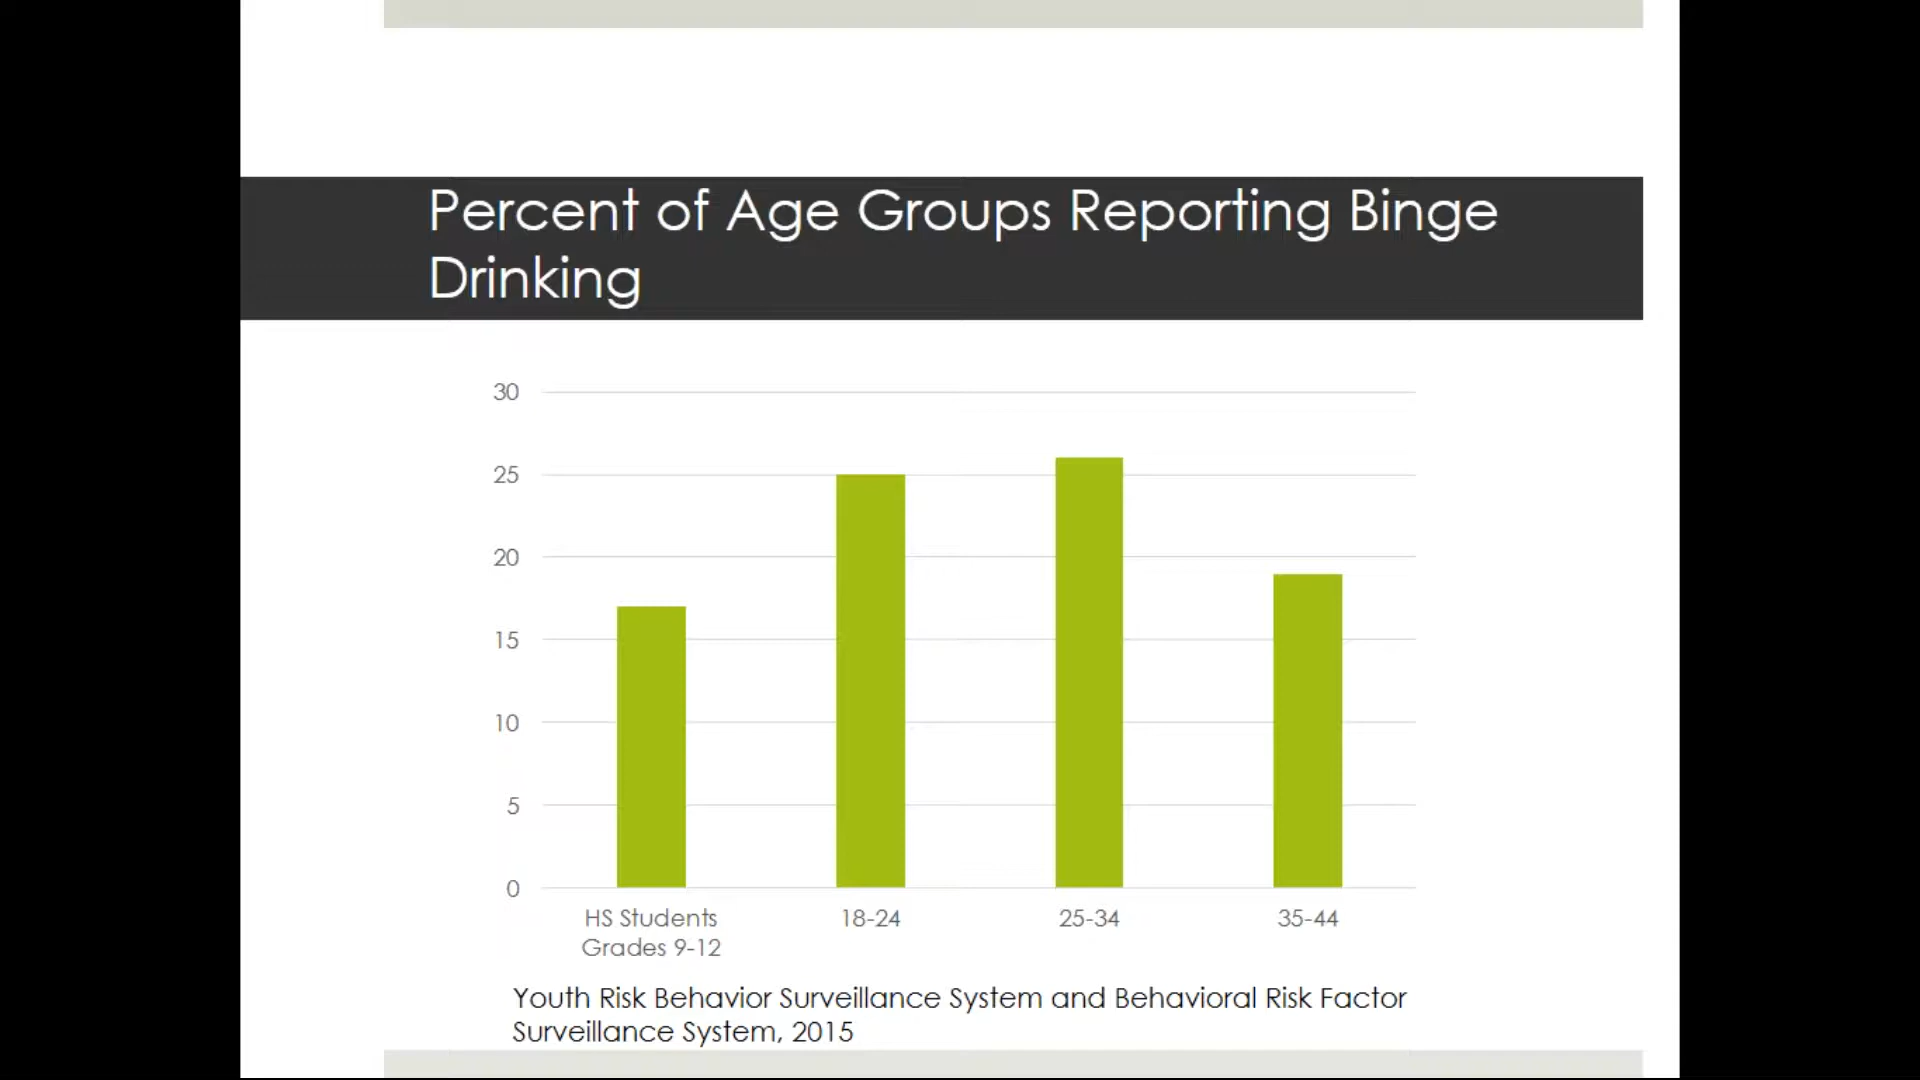 Percent of Age Groups Reporting Binge
Drinking
30
25
20
15
10
5
0
HS Students
Grades 9-12
18-24
25-34
35-44
Youth Risk Behavior Surveillance System and Behavioral Risk Factor
Surveillance System, 2015